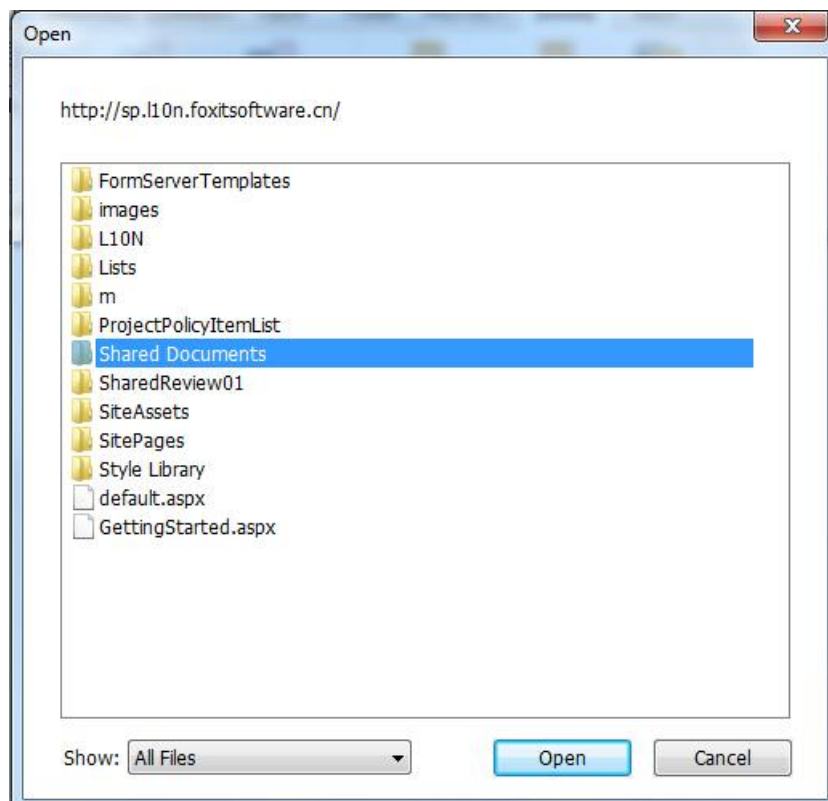 Open
http://sp.l10n.foxitsoftware.cn/
FormServerTemplates
images
L10N
Lists
m
ProjectPolicyItemList
Shared Documents
SharedReview01
SiteAssets
SitePages
Style Library
default.aspx
GettingStarted.aspx
Show: All Files Open Cancel